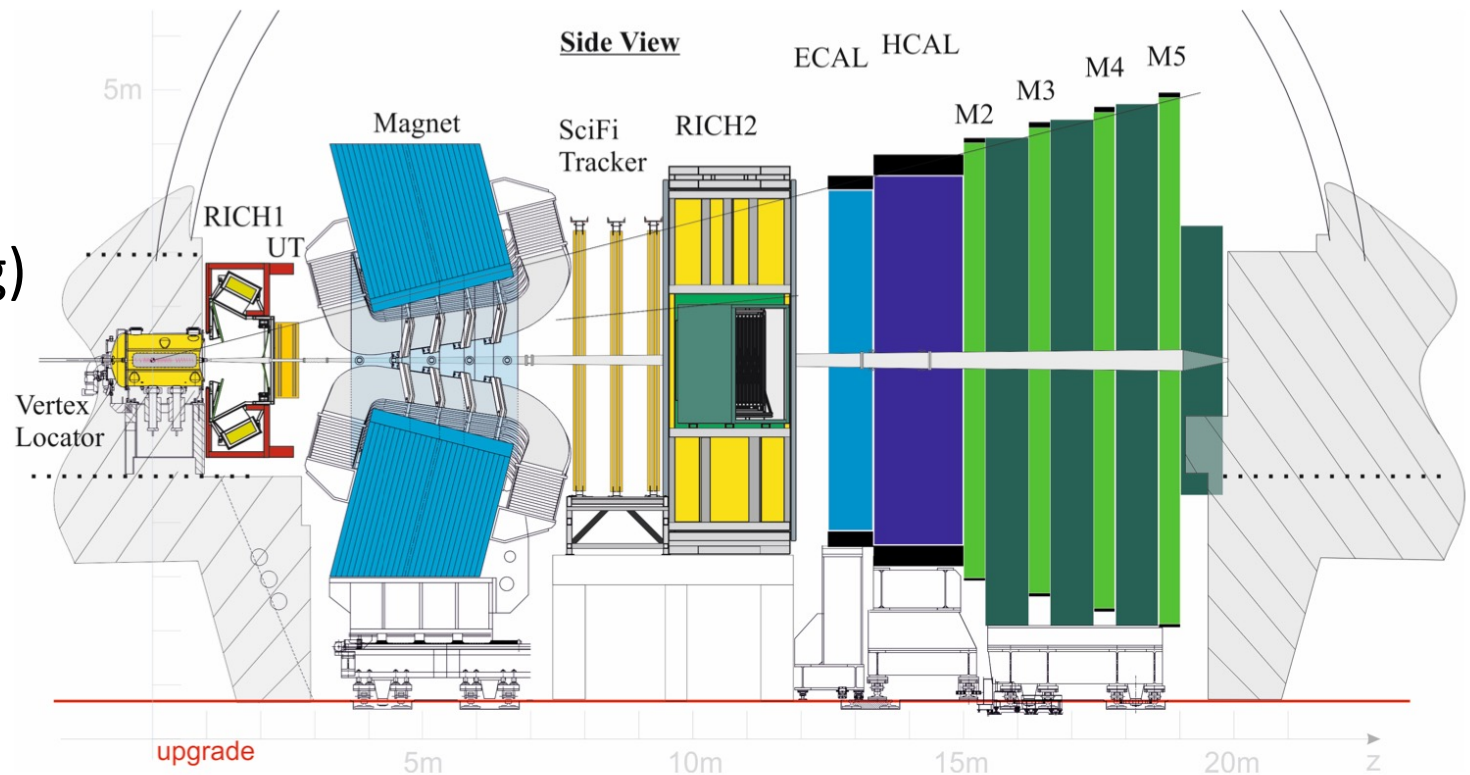 Side View
ECAL
HCAL
M5
M4
M3
M2
5m
Magnet
SciFi
Tracker
RICH2
RICH1
UT
g)
Vertex
Locator
upgrade
5m
10m
15m
20m
z